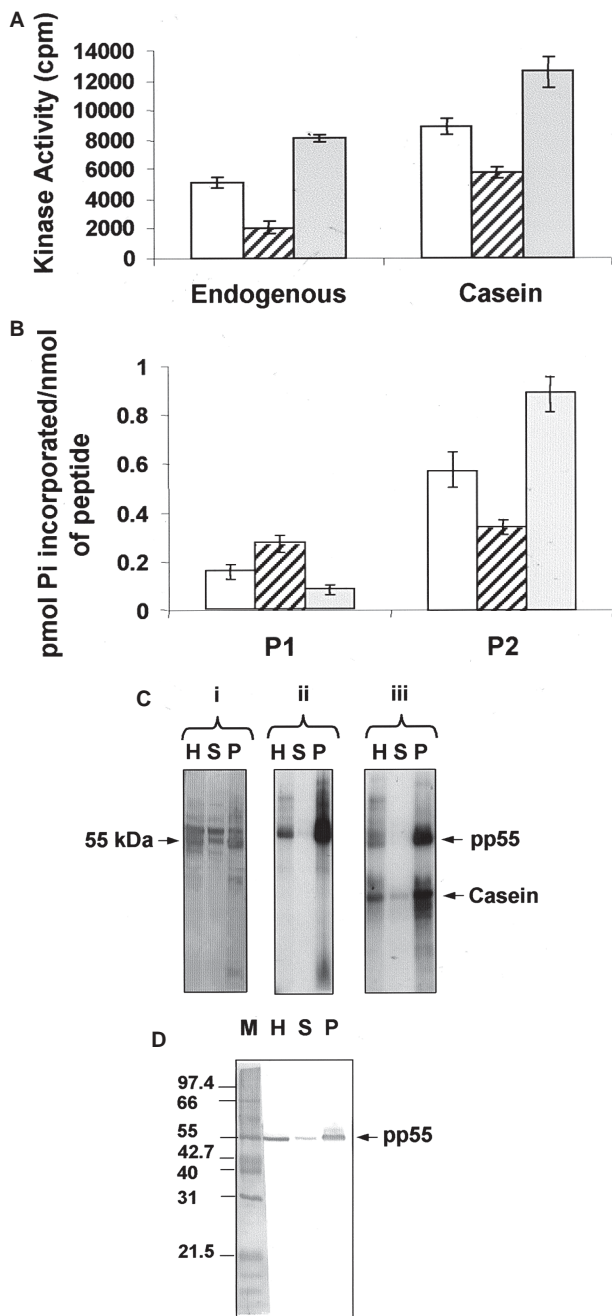 A
Kinase Activity (cpm)
14000
12000
10000
8000
6000
4000
2000
0
Endogenous
Casein
B
pmol Pi incorporated/nmol
of peptide
1
0.8
0.6
0.4
0.2
0
P1
P2
C
i
ii
iii
H S P
H S P
H S P
55 kDa
pp55
Casein
D
M H S P
97.4
66
55
42.7
40
31
21.5
pp55